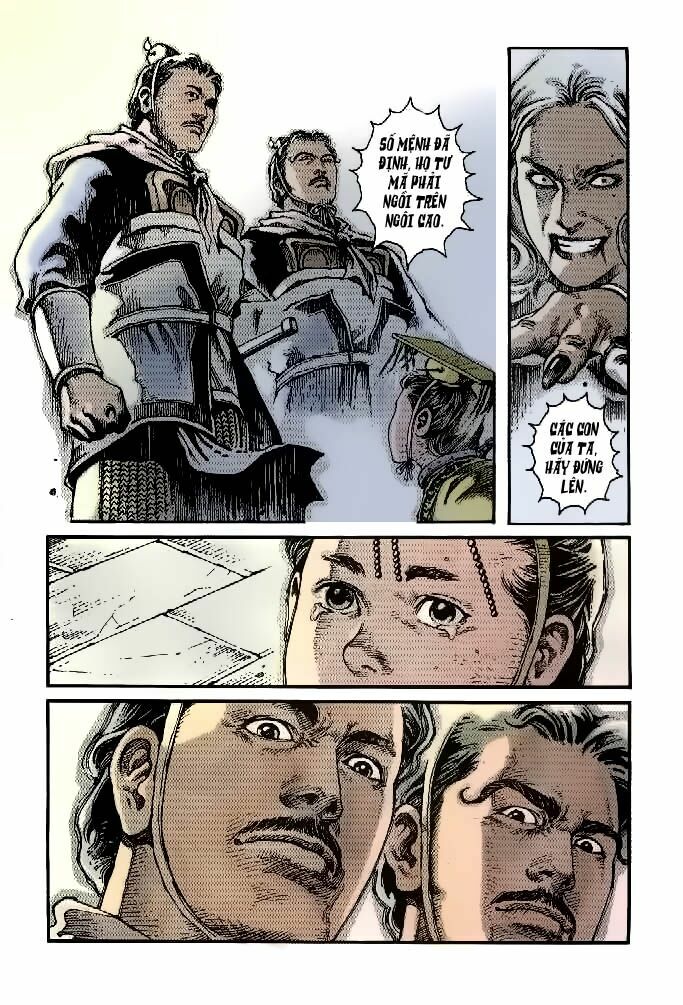 SỐ MỆNH ĐÃ
ĐỊNH, HỌ TƯ
MÃ PHẢI
NGỒI TRÊN
NGÔI CAO.
CÁC CON
CỦA TA,
HÃY ĐỨNG
LÊN.